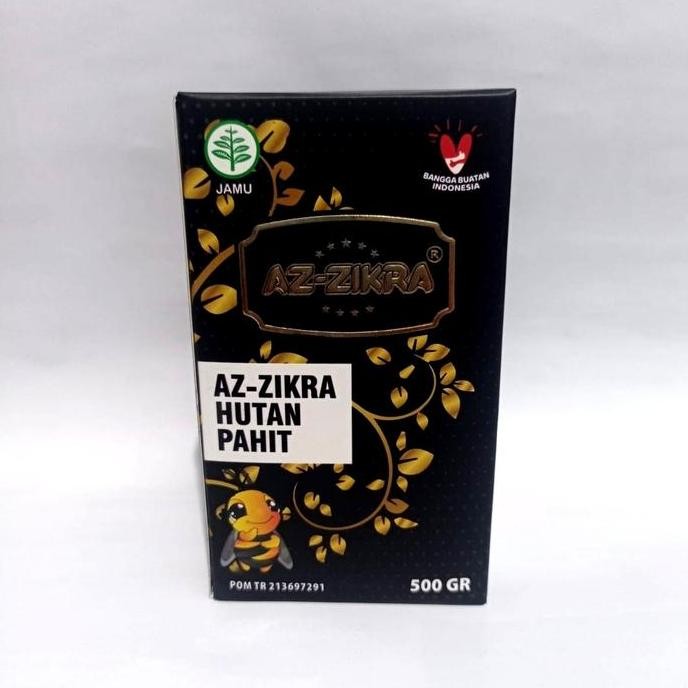 JAMU
BANGGA BUATAN
INDONESIA
AZ-ZIKRA ®
AZ-ZIKRA
HUTAN
PAHIT
POM TR 213697291
500 GR